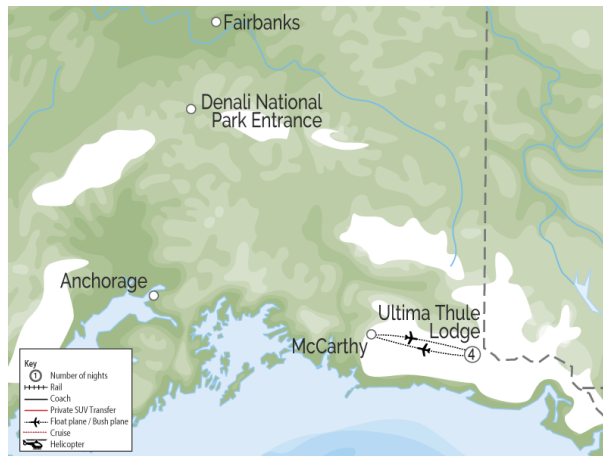 Fairbanks
Denali National
Park Entrance
Anchorage
Ultima Thule
Lodge
McCarthy
4
Key
1 Number of nights
Rail
Coach
Private SUV Transfer
Float plane / Bush plane
Cruise
Helicopter